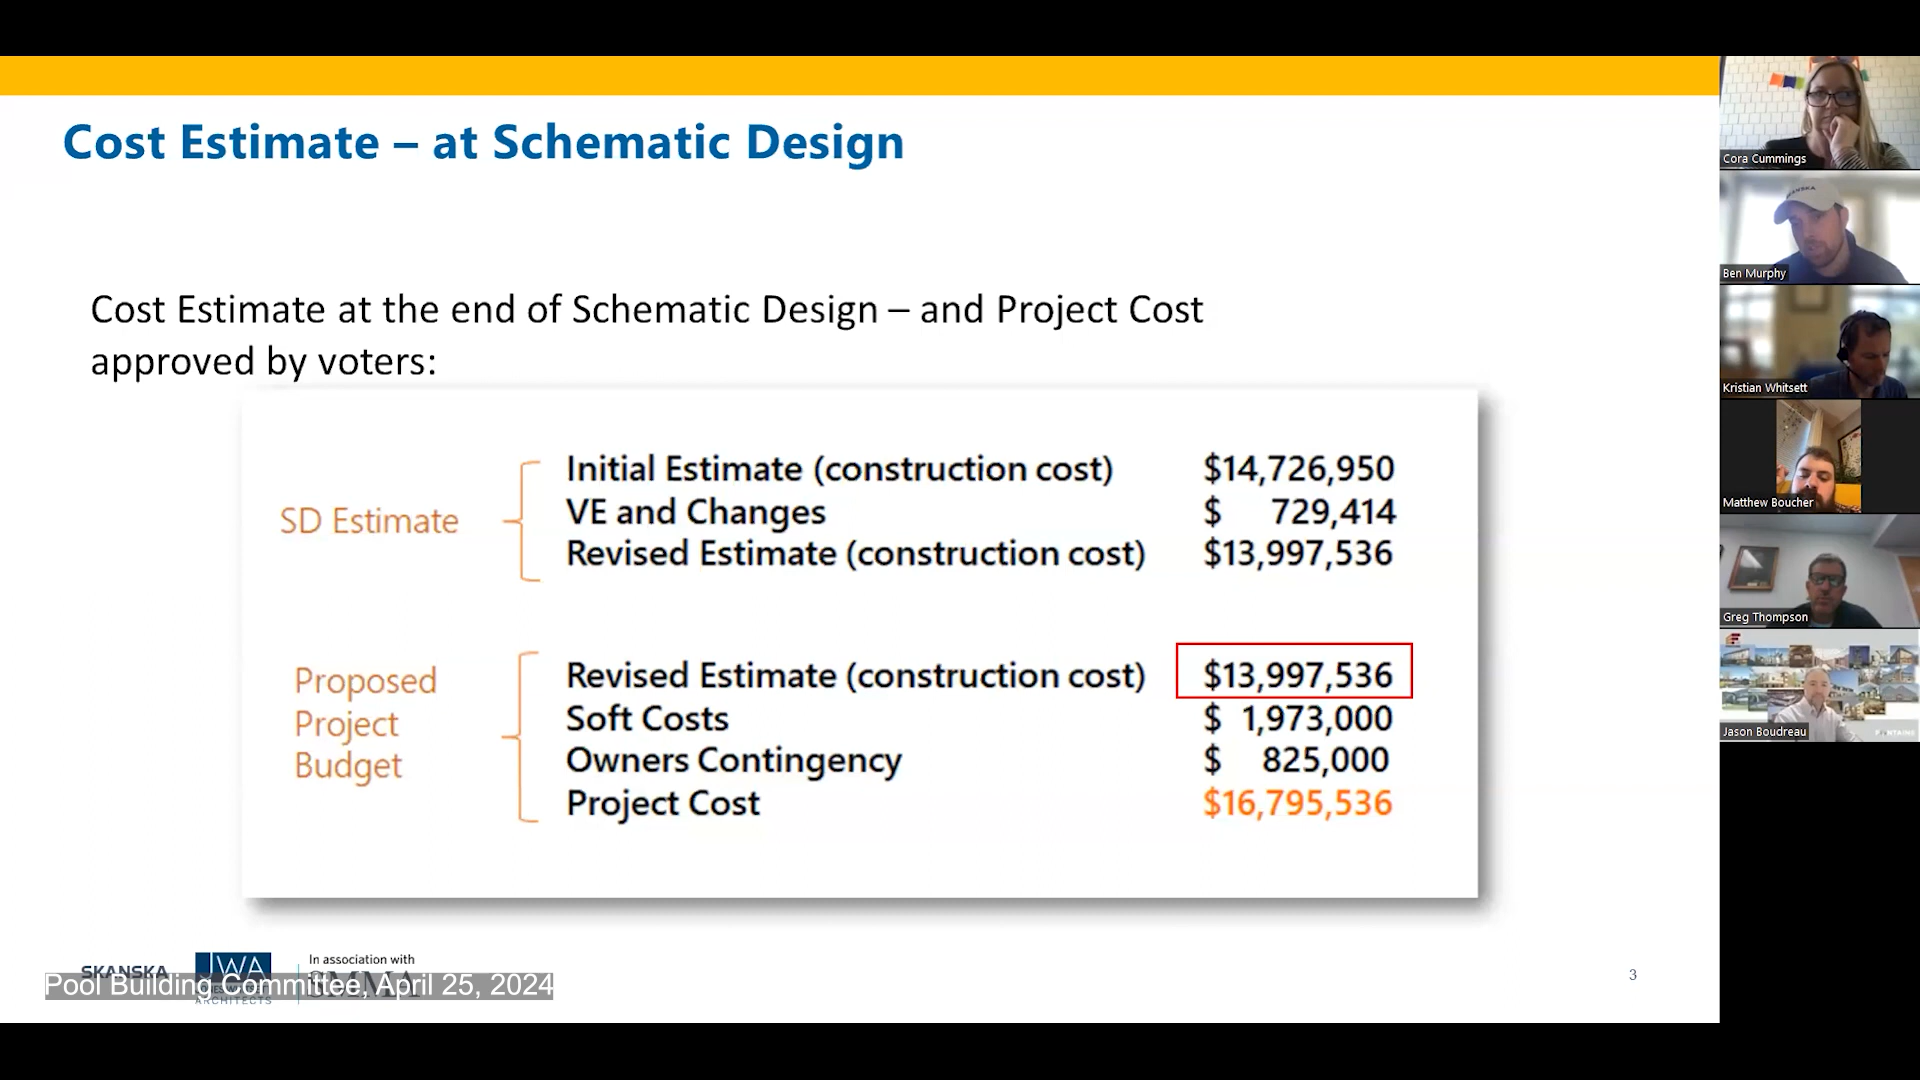 Cost Estimate – at Schematic Design
Cost Estimate at the end of Schematic Design – and Project Cost
approved by voters:
SD Estimate
Initial Estimate (construction cost) $14,726,950
VE and Changes $ 729,414
Revised Estimate (construction cost) $13,997,536
Proposed
Project
Budget
Revised Estimate (construction cost) $13,997,536
Soft Costs $ 1,973,000
Owners Contingency $ 825,000
Project Cost $16,795,536
SKANSKA
JWA
ARCHITECTS
In association with
SMMA
Pool Building Committee, April 25, 2024
3
Cora Cummings
SKANSKA
Ben Murphy
Kristian Whitsett
Matthew Boucher
Greg Thompson
Jason Boudreau